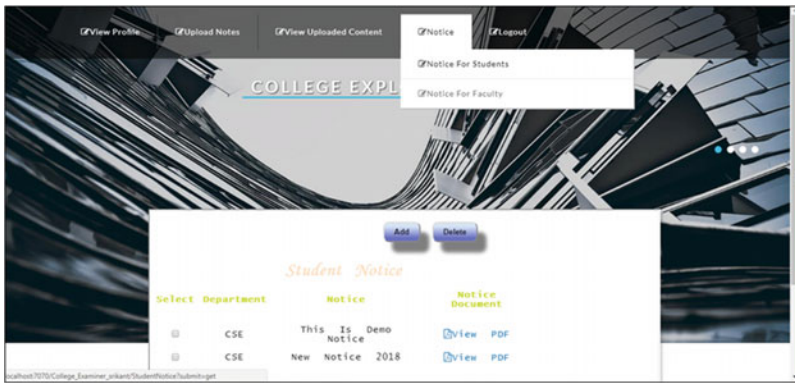 View Profile Upload Notes View Uploaded Content Notice Logout
Notice For Students
COLLEGE EXPL
Notice For Faculty
Add Delete
Student Notice
Select Department Notice Notice Document
CSE This Is Demo Notice View PDF
CSE New Notice 2018 View PDF
ocalhost:7070/College_Examiner_srikant/StudentNotice?submit=get